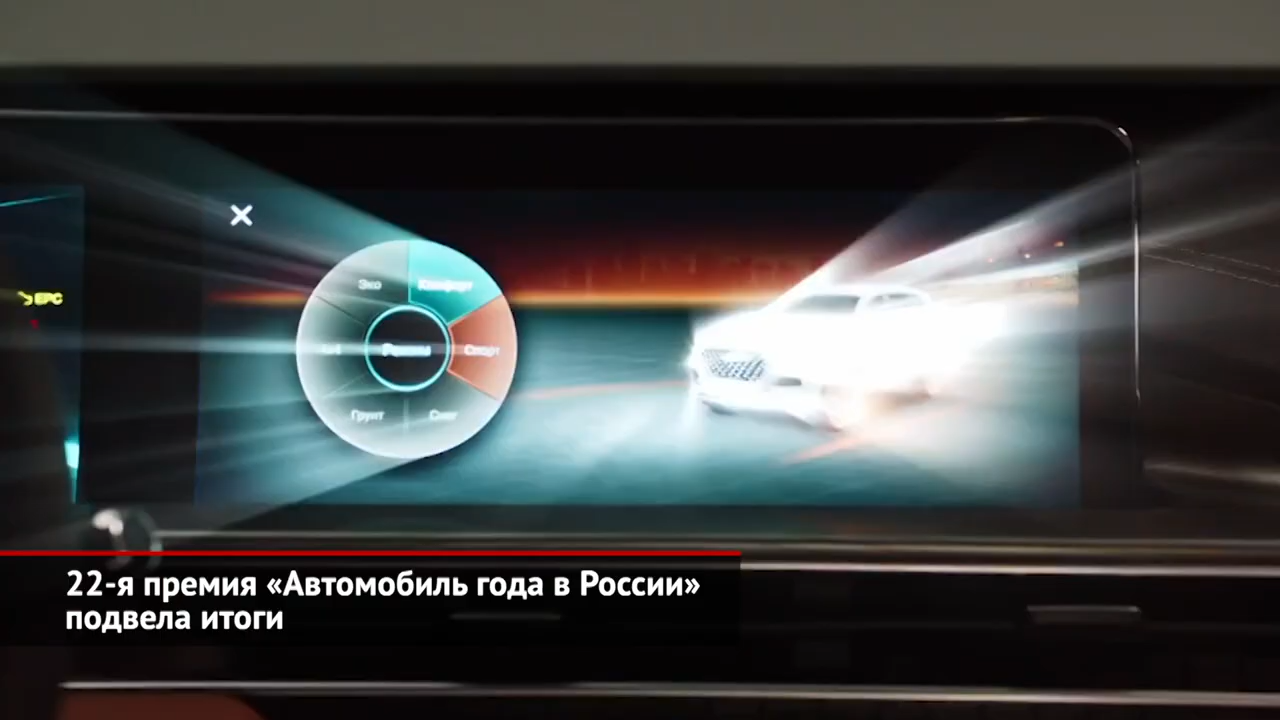 EPC
Эко
Комфорт
Режимы
Спорт
Грунт
Снег
22-я премия «Автомобиль года в России»
подвела итоги